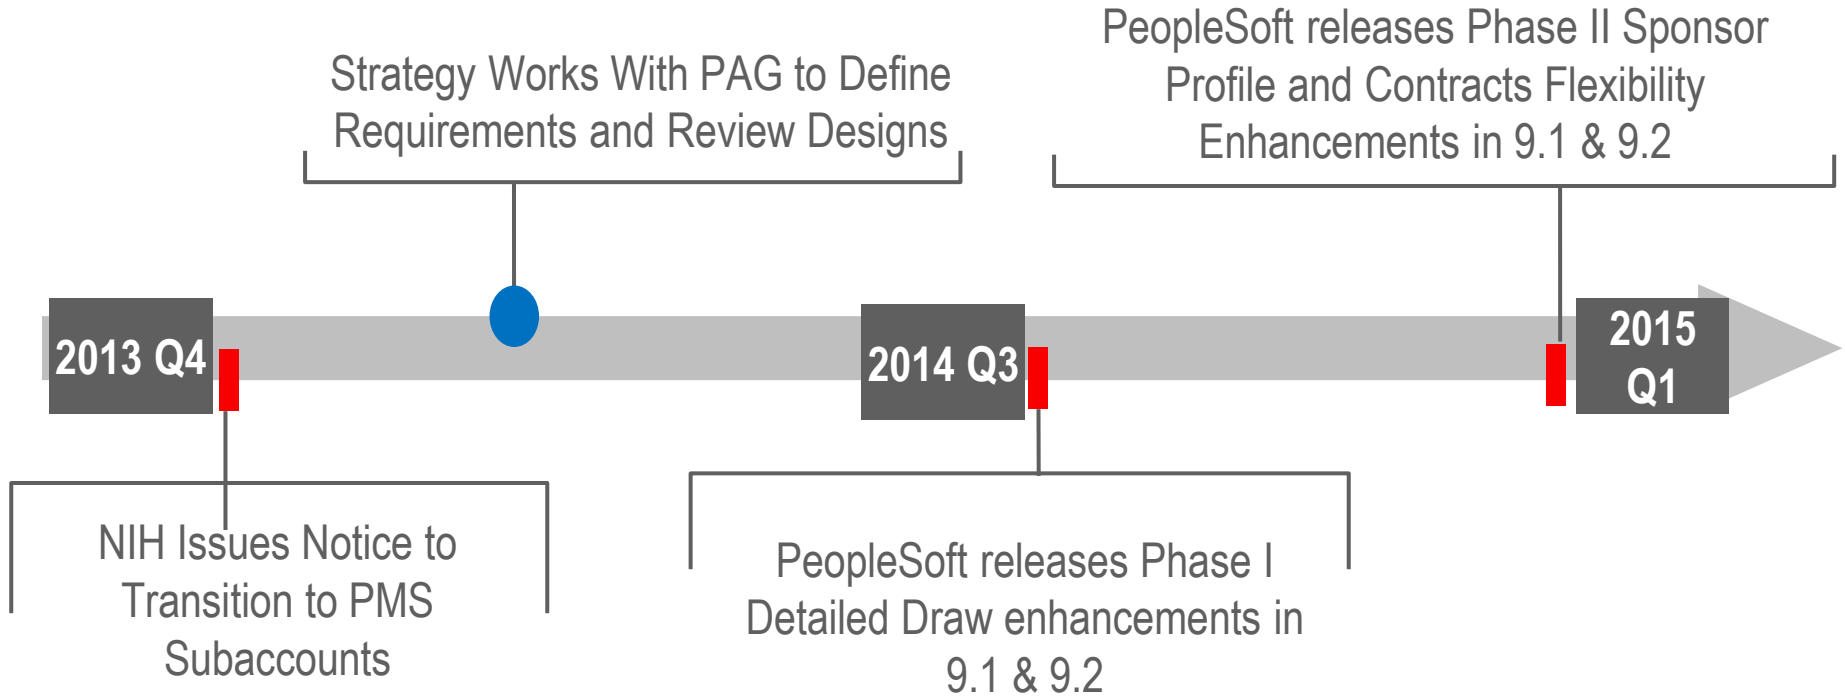 PeopleSoft releases Phase II Sponsor
Profile and Contracts Flexibility
Enhancements in 9.1 & 9.2
Strategy Works With PAG to Define
Requirements and Review Designs
2013 Q4
2014 Q3
2015
Q1
NIH Issues Notice to
Transition to PMS
Subaccounts
PeopleSoft releases Phase I
Detailed Draw enhancements in
9.1 & 9.2